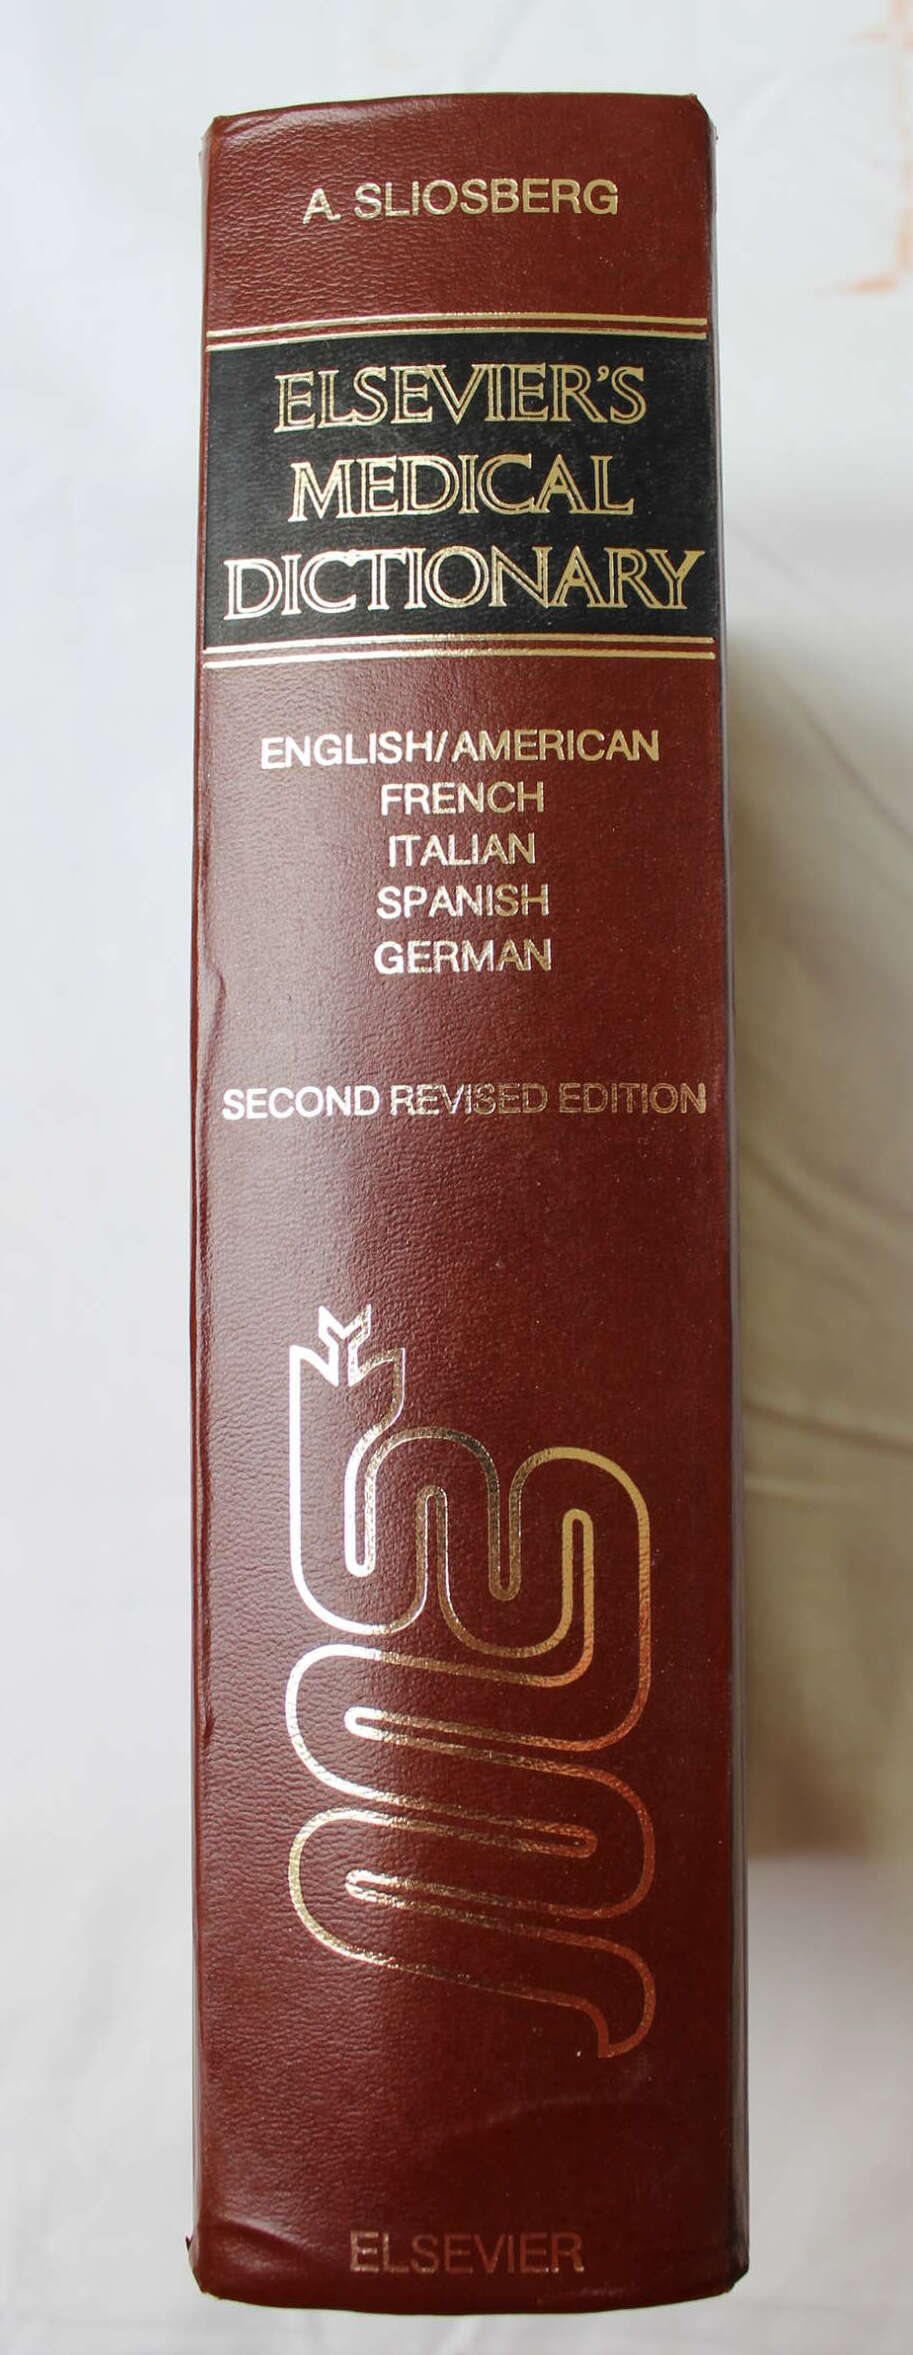 A. SLIOSBERG
ELSEVIER'S
MEDICAL
DICTIONARY
ENGLISH/AMERICAN
FRENCH
ITALIAN
SPANISH
GERMAN
SECOND REVISED EDITION
ELSEVIER